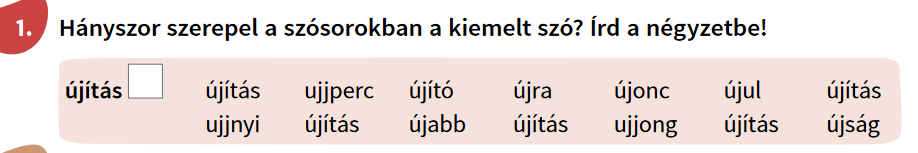 1. Hányszor szerepel a szósorokban a kiemelt szó? Írd a négyzetbe!
újítás újítás ujjperc újító újra újonc újul újítás
ujjnyi újítás újabb újítás ujjong újítás újság